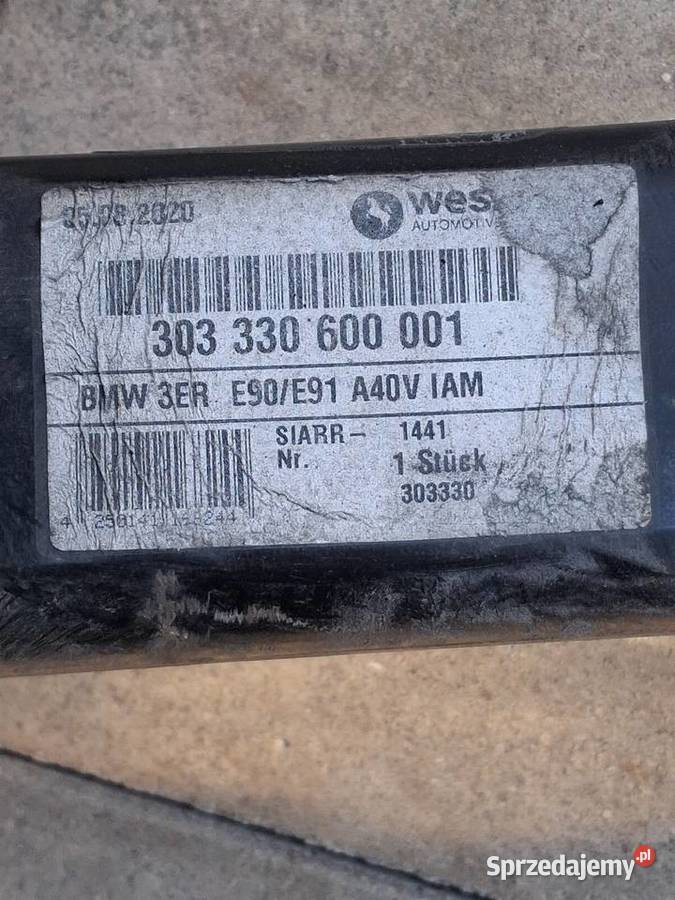 05.08.2020
wes
AUTOMOTIV
303 330 600 001
BMW 3ER E90/E91 A40V IAM
SIARR- 1441
Nr. 1 Stück
303330
Sprzedajemy.pl